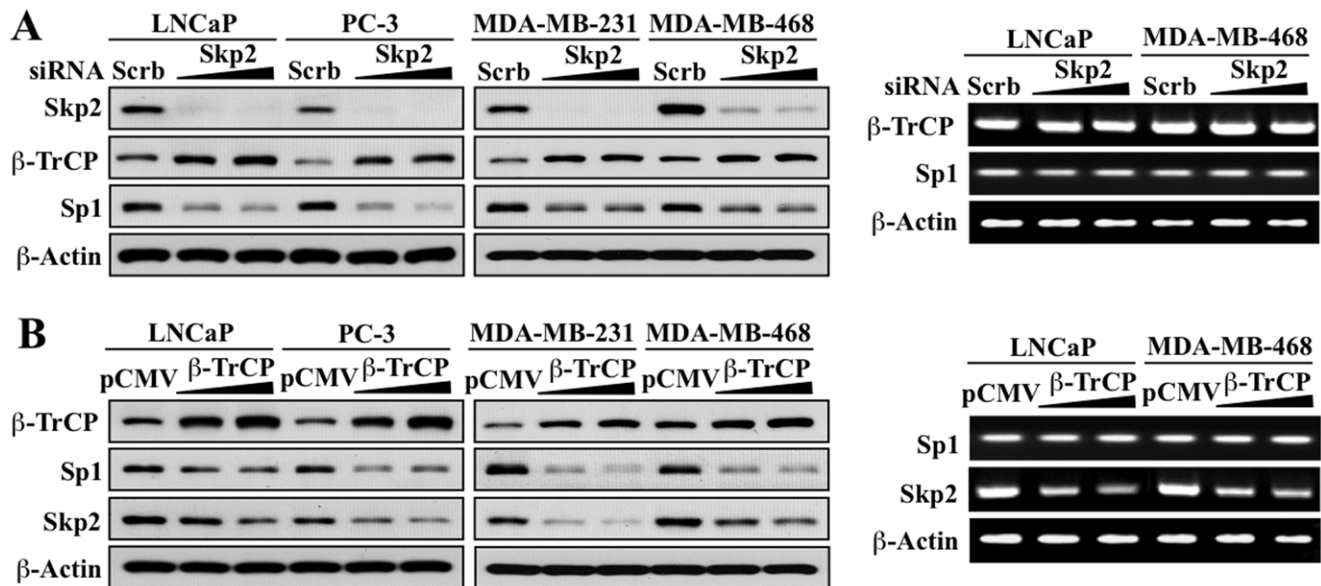 A
LNCaP PC-3 MDA-MB-231 MDA-MB-468
siRNA Scrb Skp2 Scrb Skp2 Scrb Skp2 Scrb Skp2
Skp2
β-TrCP
Sp1
β-Actin
LNCaP MDA-MB-468
siRNA Scrb Skp2 Scrb Skp2
β-TrCP
Sp1
β-Actin
B
LNCaP PC-3 MDA-MB-231 MDA-MB-468
pCMV β-TrCP pCMV β-TrCP pCMV β-TrCP pCMV β-TrCP
β-TrCP
Sp1
Skp2
β-Actin
LNCaP MDA-MB-468
pCMV β-TrCP pCMV β-TrCP
Sp1
Skp2
β-Actin